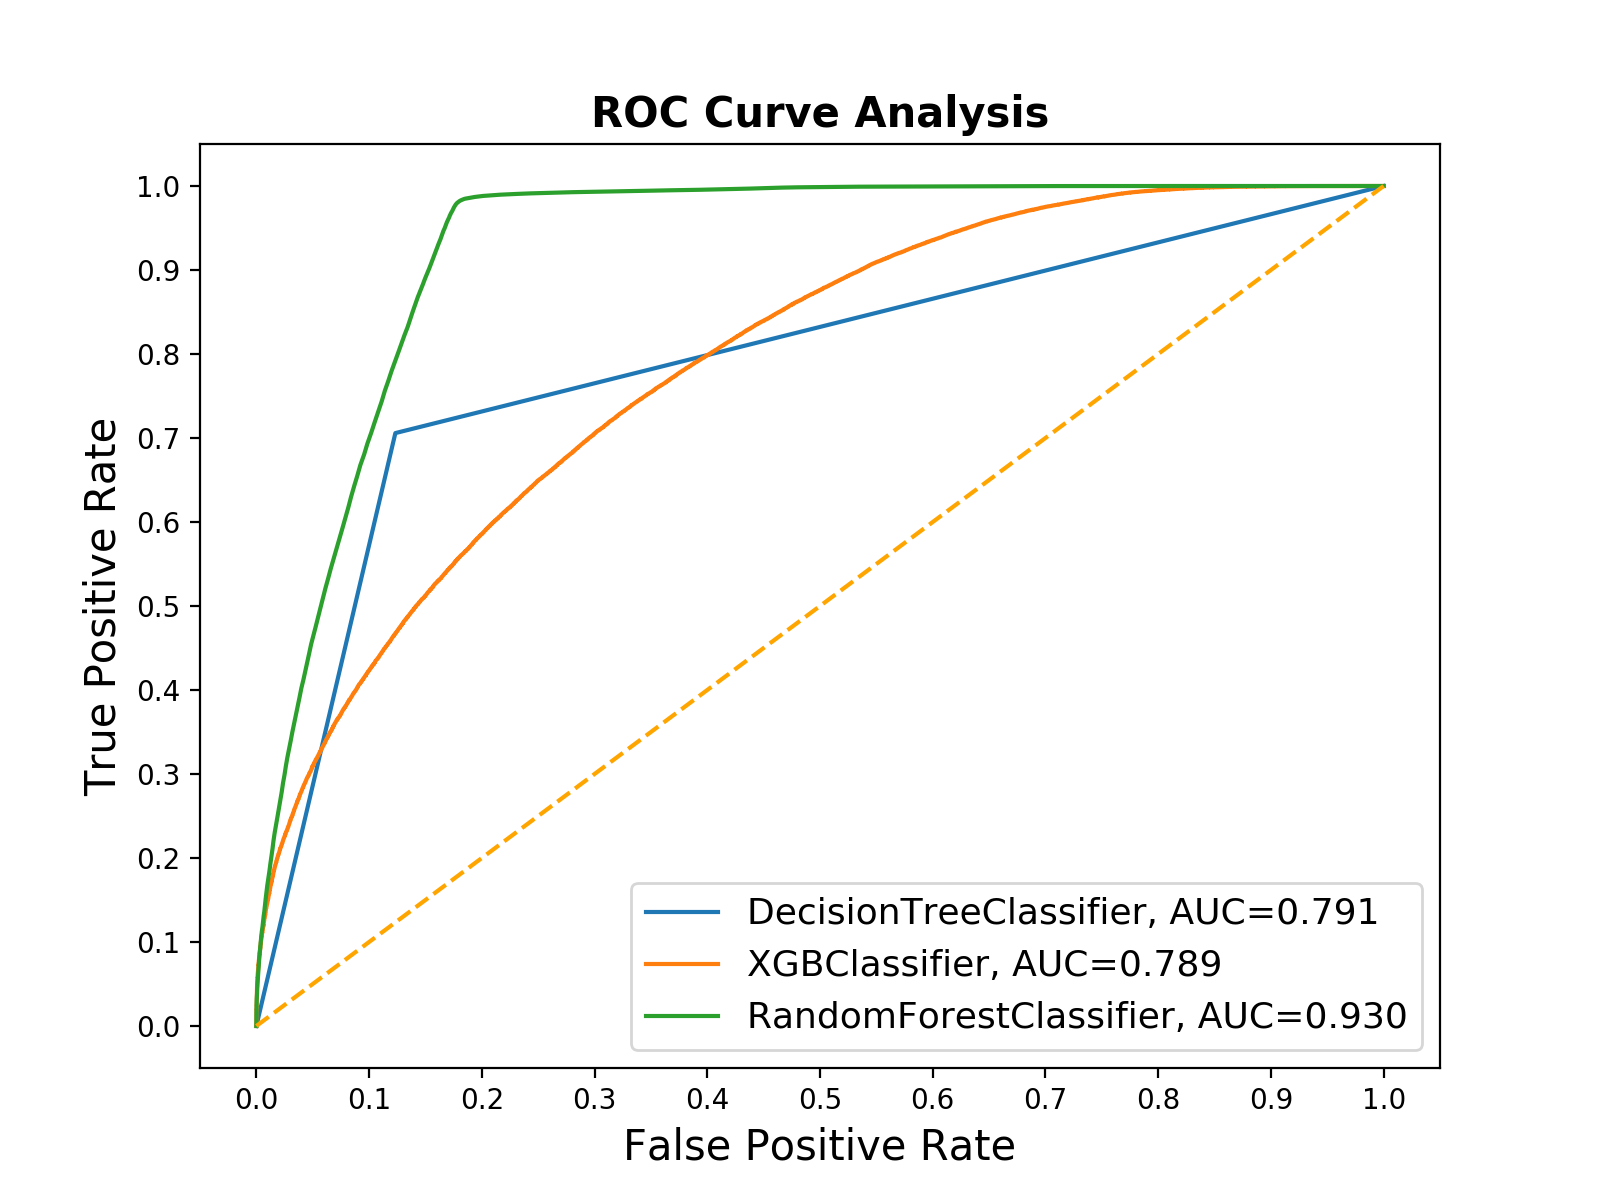 ROC Curve Analysis
1.0
0.9
0.8
0.7
0.6
0.5
0.4
0.3
0.2
0.1
0.0
True Positive Rate
DecisionTreeClassifier, AUC=0.791
XGBClassifier, AUC=0.789
RandomForestClassifier, AUC=0.930
0.0 0.1 0.2 0.3 0.4 0.5 0.6 0.7 0.8 0.9 1.0
False Positive Rate